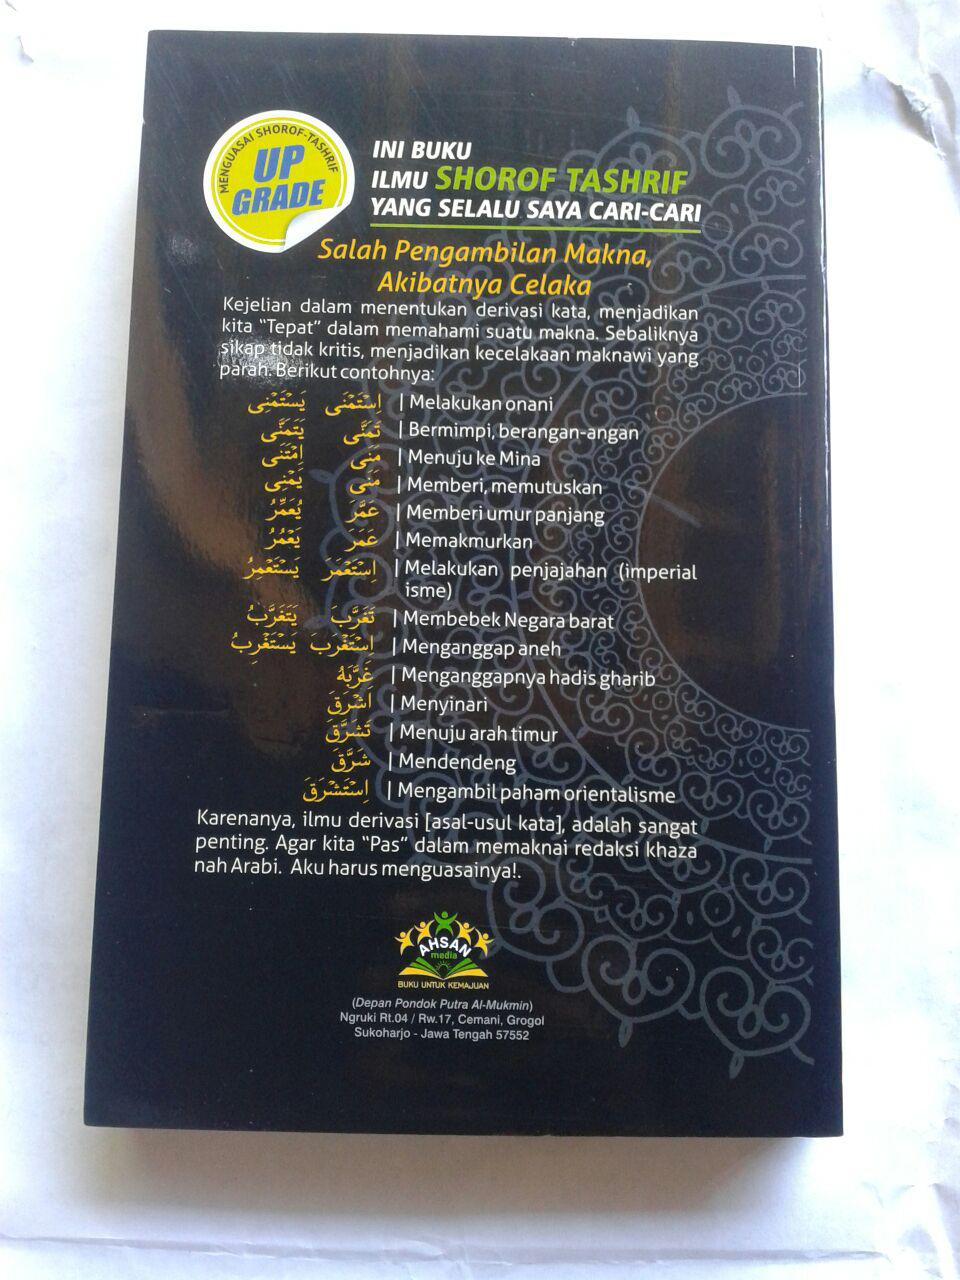 MENGUASAI SHOROF-TASHRIF
UP
GRADE
INI BUKU
ILMU SHOROF TASHRIF
YANG SELALU SAYA CARI-CARI
Salah Pengambilan Makna,
Akibatnya Celaka
Kejelian dalam menentukan derivasi kata, menjadikan
kita "Tepat" dalam memahami suatu makna. Sebaliknya
sikap tidak kritis, menjadikan kecelakaan maknawi yang
parah. Berikut contohnya:
اِسْتَمْنَى يَسْتَمْنِى | Melakukan onani
تَمَنَّى يَتَمَنَّى | Bermimpi, berangan-angan
مَنَى اِمْتَنَى | Menuju ke Mina
مَنَى يَمْنِى | Memberi, memutuskan
عَمَّرَ يُعَمِّرُ | Memberi umur panjang
عَمَرَ يَعْمُرُ | Memakmurkan
اِسْتَعْمَرَ يَسْتَعْمِرُ | Melakukan penjajahan (imperial
isme)
تَغَرَّبَ يَتَغَرَّبُ | Membebek Negara barat
اِسْتَغْرَبَ يَسْتَغْرِبُ | Menganggap aneh
غَرَّبَهُ | Menganggapnya hadis gharib
اَشْرَقَ | Menyinari
تَشَرَّقَ | Menuju arah timur
شَرَّقَ | Mendendeng
اِسْتَشْرَقَ | Mengambil paham orientalisme
Karenanya, ilmu derivasi [asal-usul kata], adalah sangat
penting. Agar kita "Pas" dalam memaknai redaksi khaza
nah Arabi. Aku harus menguasainya!.
AHSAN
media
BUKU UNTUK KEMAJUAN
(Depan Pondok Putra Al-Mukmin)
Ngruki Rt.04 / Rw.17, Cemani, Grogol
Sukoharjo - Jawa Tengah 57552